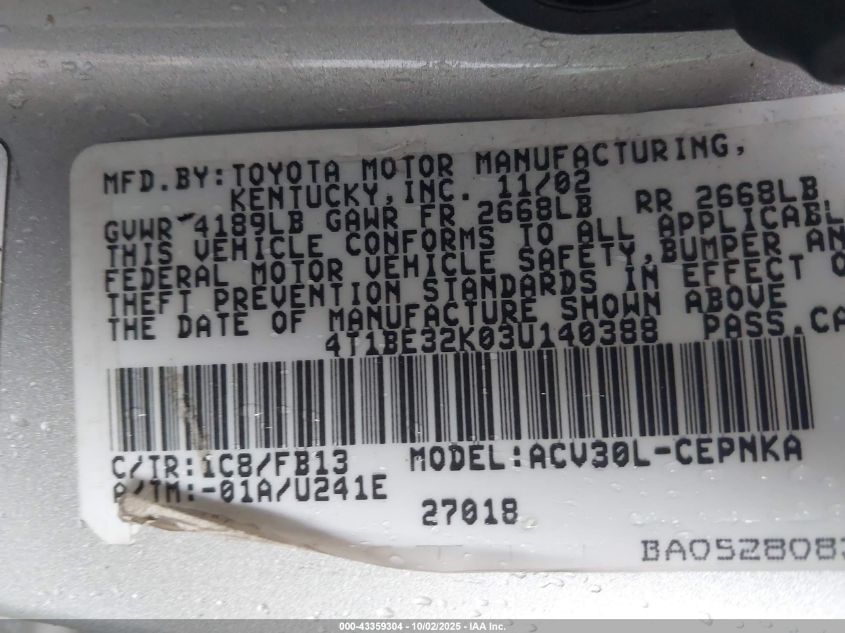 MFD.BY:TOYOTA MOTOR MANUFACTURING,
KENTUCKY,INC. 11/02
GVWR 4189LB GAWR FR 2668LB RR 2668LB
THIS VEHICLE CONFORMS TO ALL APPLICABL
FEDERAL MOTOR VEHICLE SAFETY,BUMPER AN
THEFT PREVENTION STANDARDS IN EFFECT O
THE DATE OF MANUFACTURE SHOWN ABOVE
4T1BE32K03U140388 PASS.CA
C/TR:1C8/FB13 MODEL:ACV30L-CEPNKA
A/TM:-01A/U241E
27018
BA052808
000-43359304 - 10/02/2025 - IAA Inc.